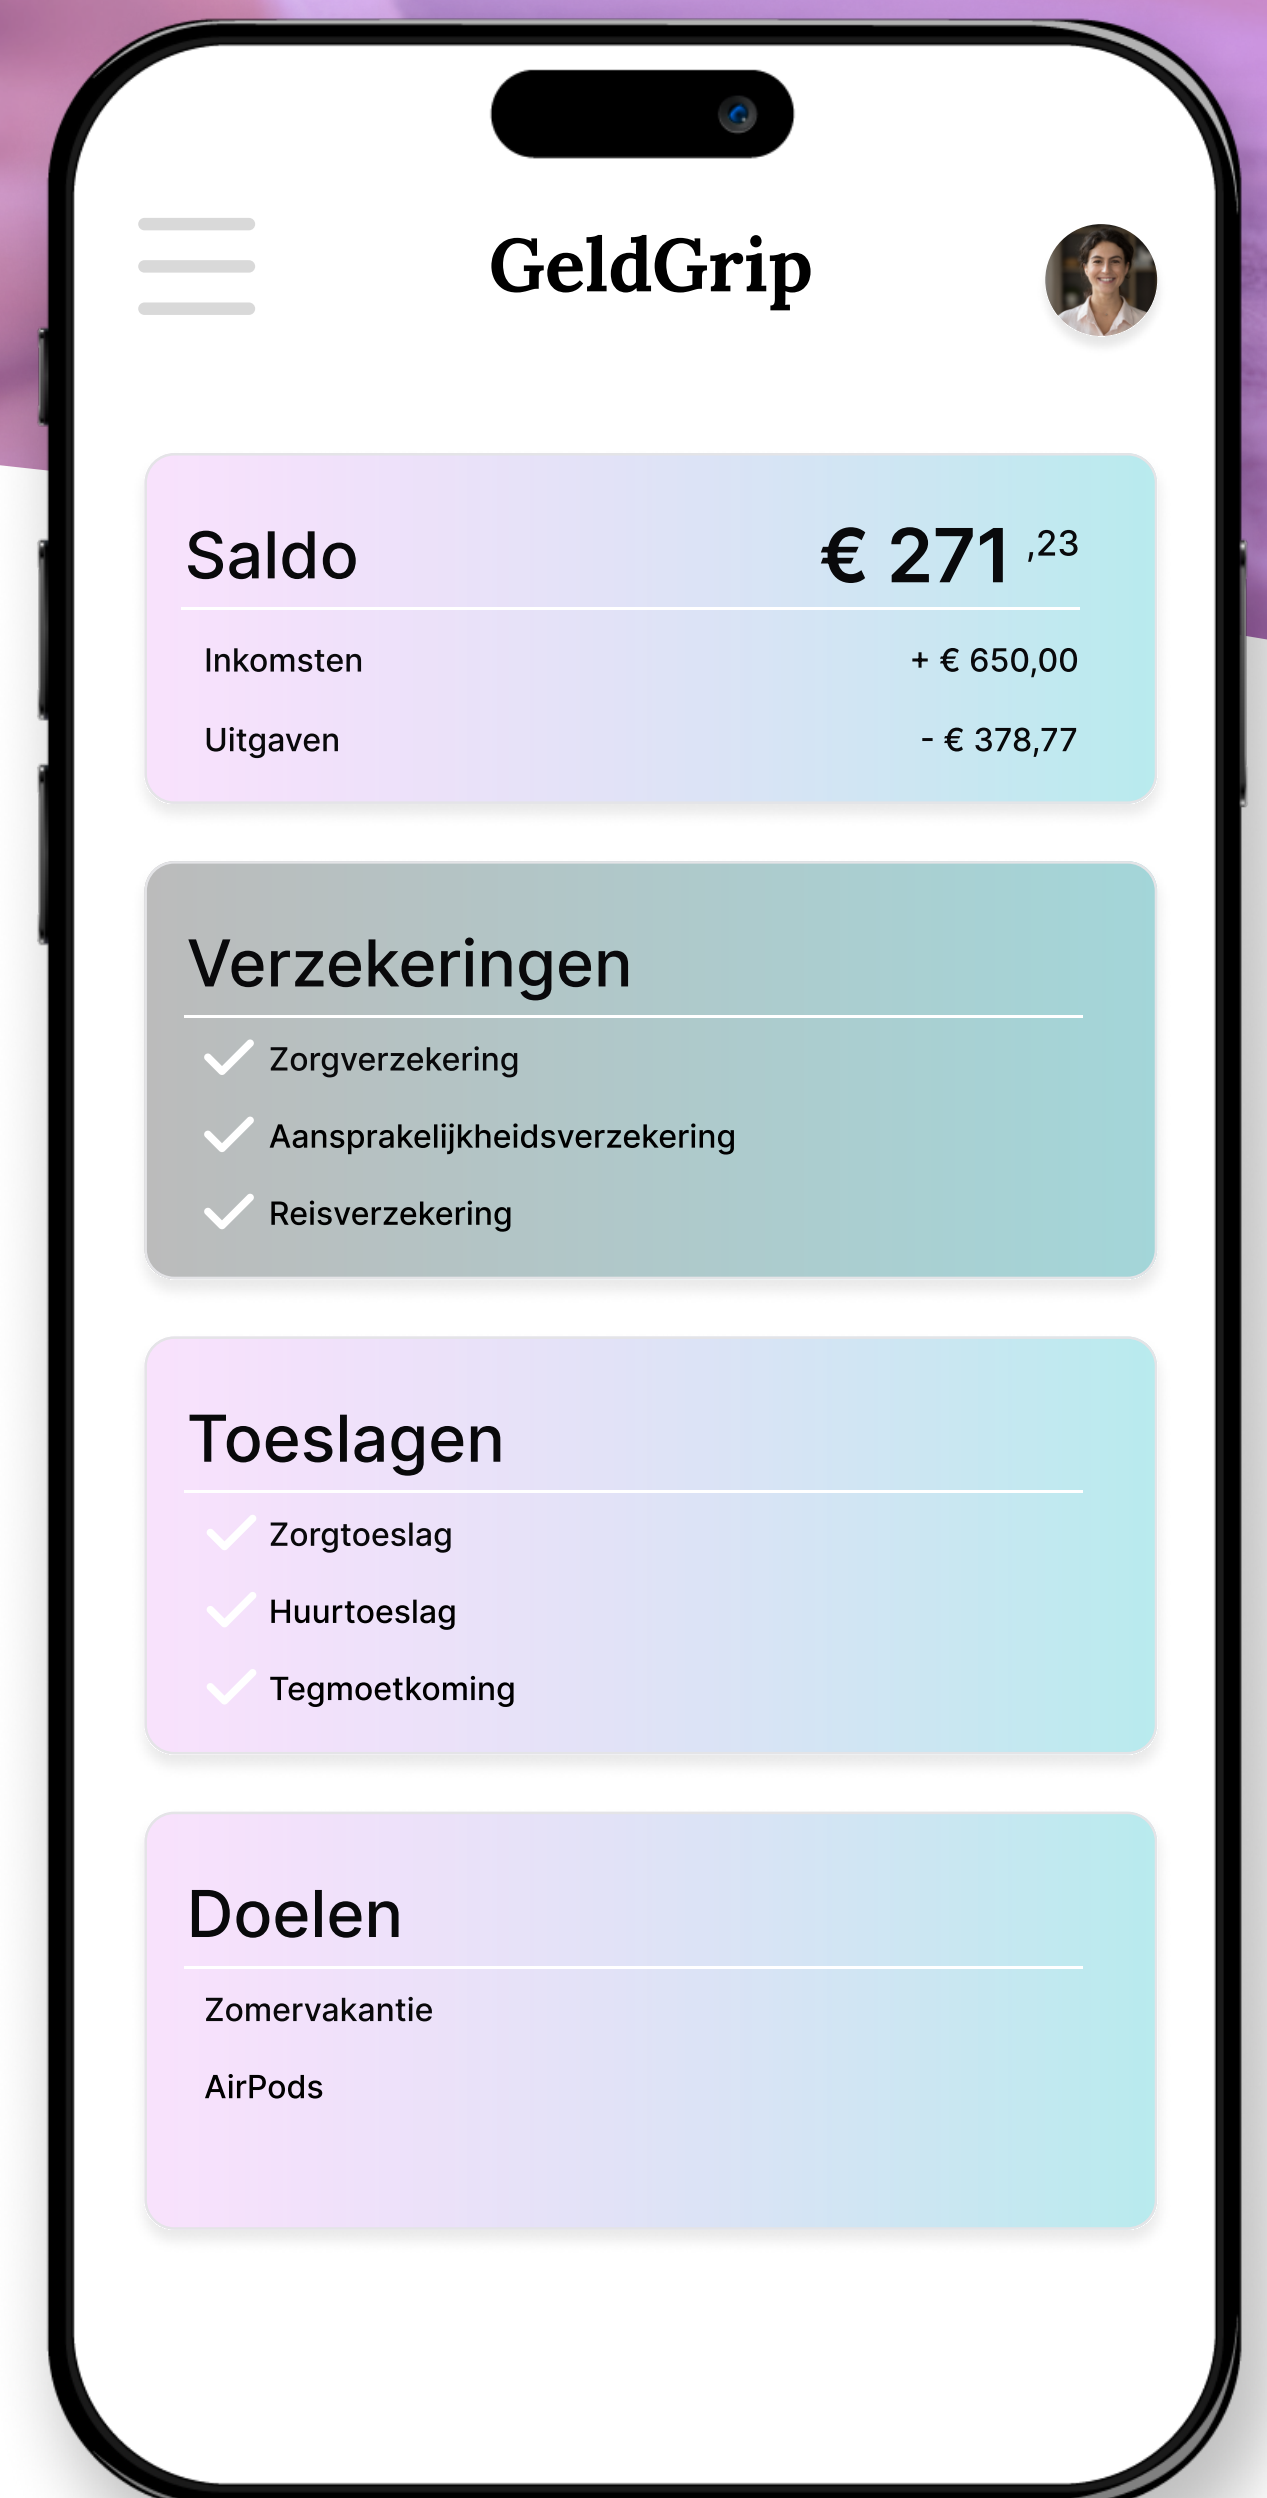 GeldGrip
Saldo € 271 ,23
Inkomsten + € 650,00
Uitgaven - € 378,77
Verzekeringen
Zorgverzekering
Aansprakelijkheidsverzekering
Reisverzekering
Toeslagen
Zorgtoeslag
Huurtoeslag
Tegmoetkoming
Doelen
Zomervakantie
AirPods